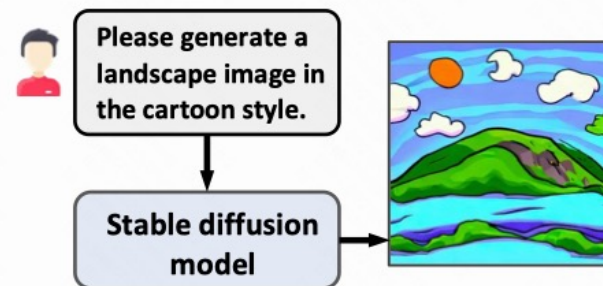 Please generate a
landscape image in
the cartoon style.
Stable diffusion
model